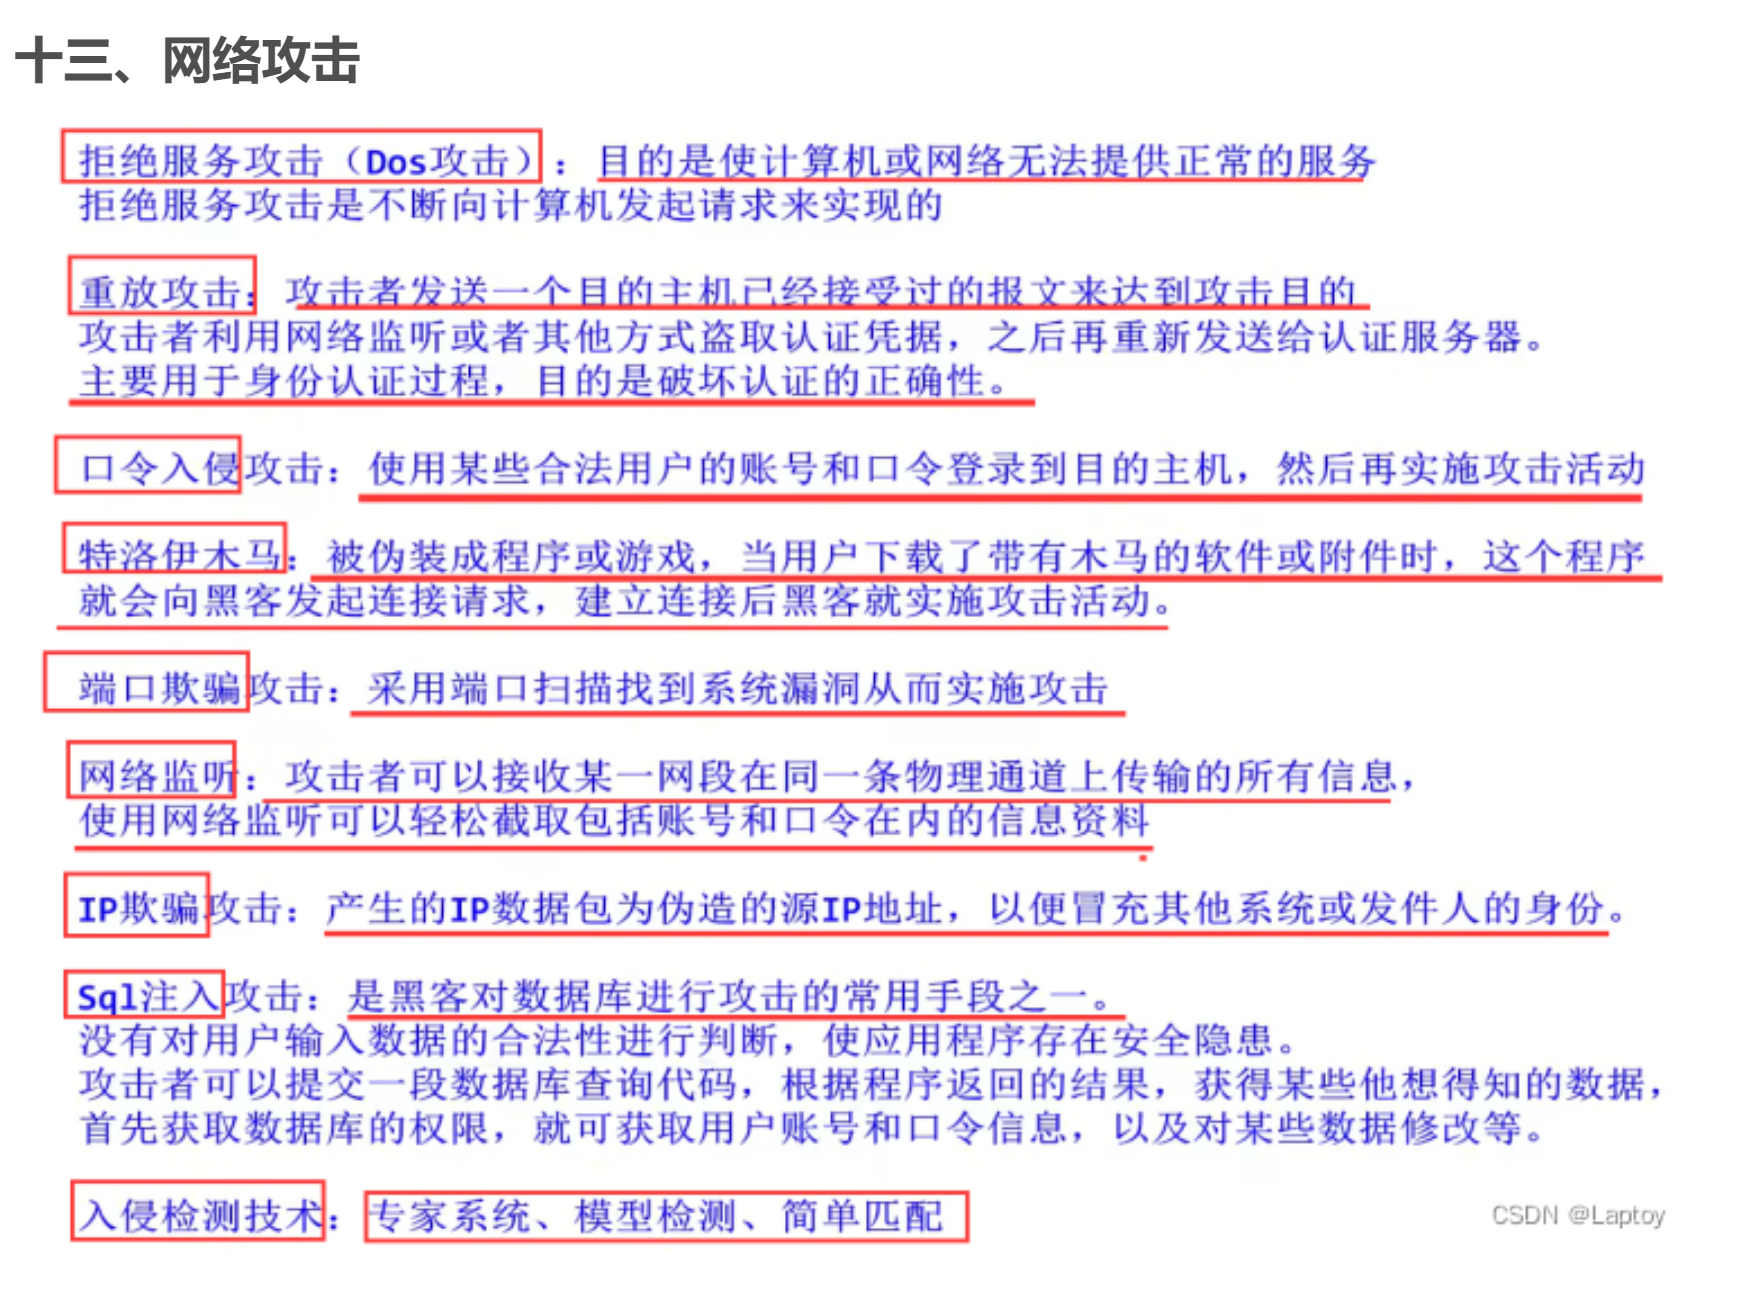 十三、网络攻击
拒绝服务攻击（Dos攻击）：目的是使计算机或网络无法提供正常的服务
拒绝服务攻击是不断向计算机发起请求来实现的
重放攻击：攻击者发送一个目的主机已经接受过的报文来达到攻击目的
攻击者利用网络监听或者其他方式盗取认证凭据，之后再重新发送给认证服务器。
主要用于身份认证过程，目的是破坏认证的正确性。
口令入侵攻击：使用某些合法用户的账号和口令登录到目的主机，然后再实施攻击活动
特洛伊木马：被伪装成程序或游戏，当用户下载了带有木马的软件或附件时，这个程序
就会向黑客发起连接请求，建立连接后黑客就实施攻击活动。
端口欺骗攻击：采用端口扫描找到系统漏洞从而实施攻击
网络监听：攻击者可以接收某一网段在同一条物理通道上传输的所有信息，
使用网络监听可以轻松截取包括账号和口令在内的信息资料
IP欺骗攻击：产生的IP数据包为伪造的源IP地址，以便冒充其他系统或发件人的身份。
Sql注入攻击：是黑客对数据库进行攻击的常用手段之一。
没有对用户输入数据的合法性进行判断，使应用程序存在安全隐患。
攻击者可以提交一段数据库查询代码，根据程序返回的结果，获得某些他想得知的数据，
首先获取数据库的权限，就可获取用户账号和口令信息，以及对某些数据修改等。
入侵检测技术：专家系统、模型检测、简单匹配
CSDN @Laptoy